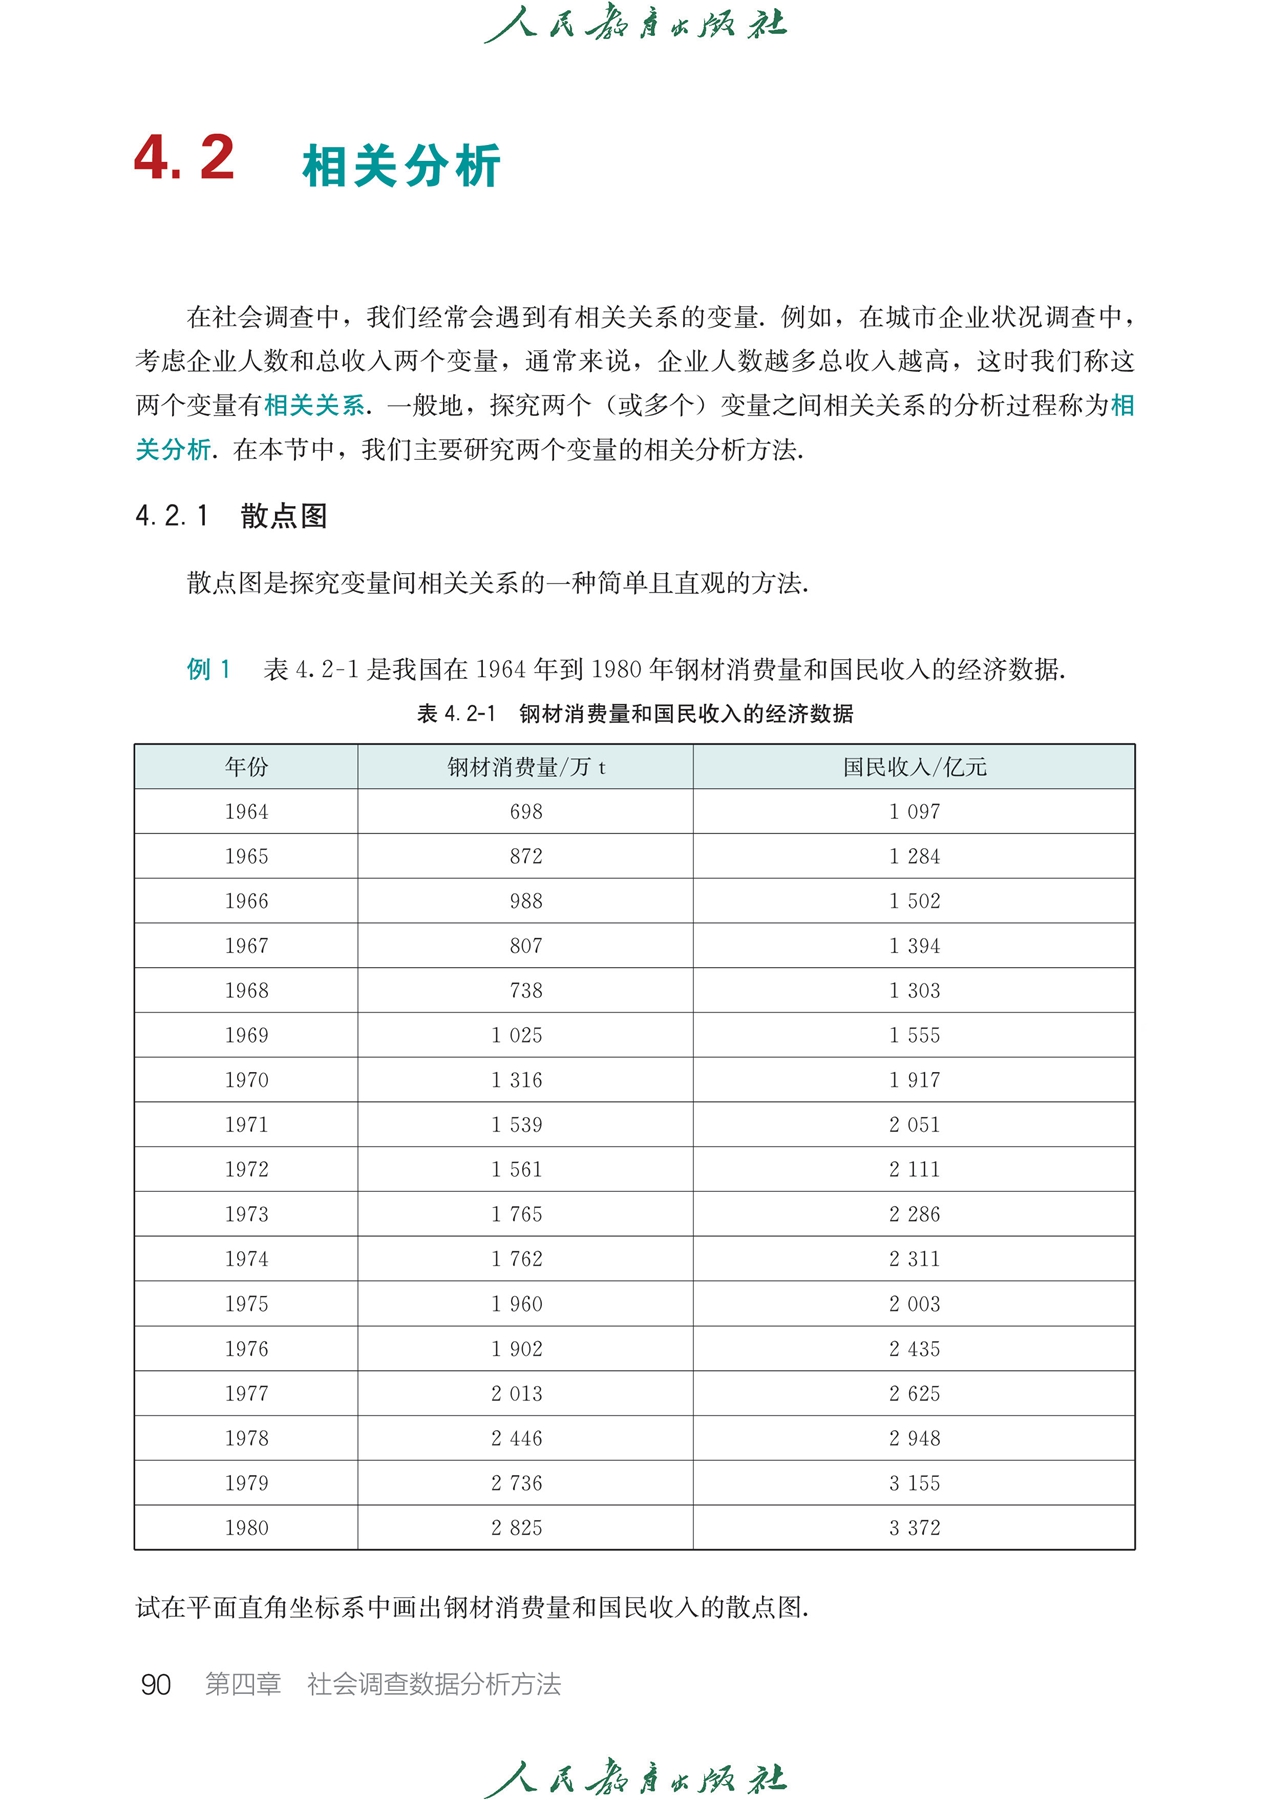 人民教育出版社
4.2 相关分析
在社会调查中，我们经常会遇到有相关关系的变量. 例如，在城市企业状况调查中，
考虑企业人数和总收入两个变量，通常来说，企业人数越多总收入越高，这时我们称这
两个变量有相关关系. 一般地，探究两个（或多个）变量之间相关关系的分析过程称为相
关分析. 在本节中，我们主要研究两个变量的相关分析方法.
4.2.1 散点图
散点图是探究变量间相关关系的一种简单且直观的方法.
例1 表 4.2-1 是我国在 1964 年到 1980 年钢材消费量和国民收入的经济数据.
表 4.2-1 钢材消费量和国民收入的经济数据
年份 钢材消费量/万 t 国民收入/亿元
1964 698 1 097
1965 872 1 284
1966 988 1 502
1967 807 1 394
1968 738 1 303
1969 1 025 1 555
1970 1 316 1 917
1971 1 539 2 051
1972 1 561 2 111
1973 1 765 2 286
1974 1 762 2 311
1975 1 960 2 003
1976 1 902 2 435
1977 2 013 2 625
1978 2 446 2 948
1979 2 736 3 155
1980 2 825 3 372
试在平面直角坐标系中画出钢材消费量和国民收入的散点图.
90 第四章 社会调查数据分析方法
人民教育出版社